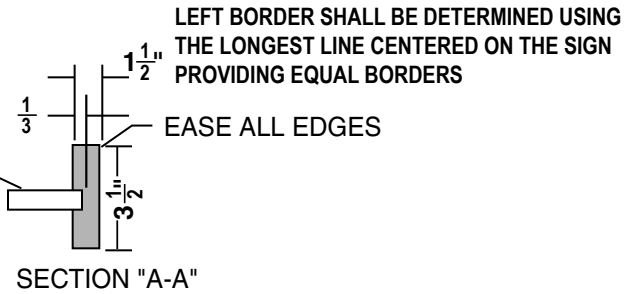 LEFT BORDER SHALL BE DETERMINED USING
THE LONGEST LINE CENTERED ON THE SIGN
PROVIDING EQUAL BORDERS
1 1/2"
1/3
EASE ALL EDGES
3 1/2"
SECTION "A-A"